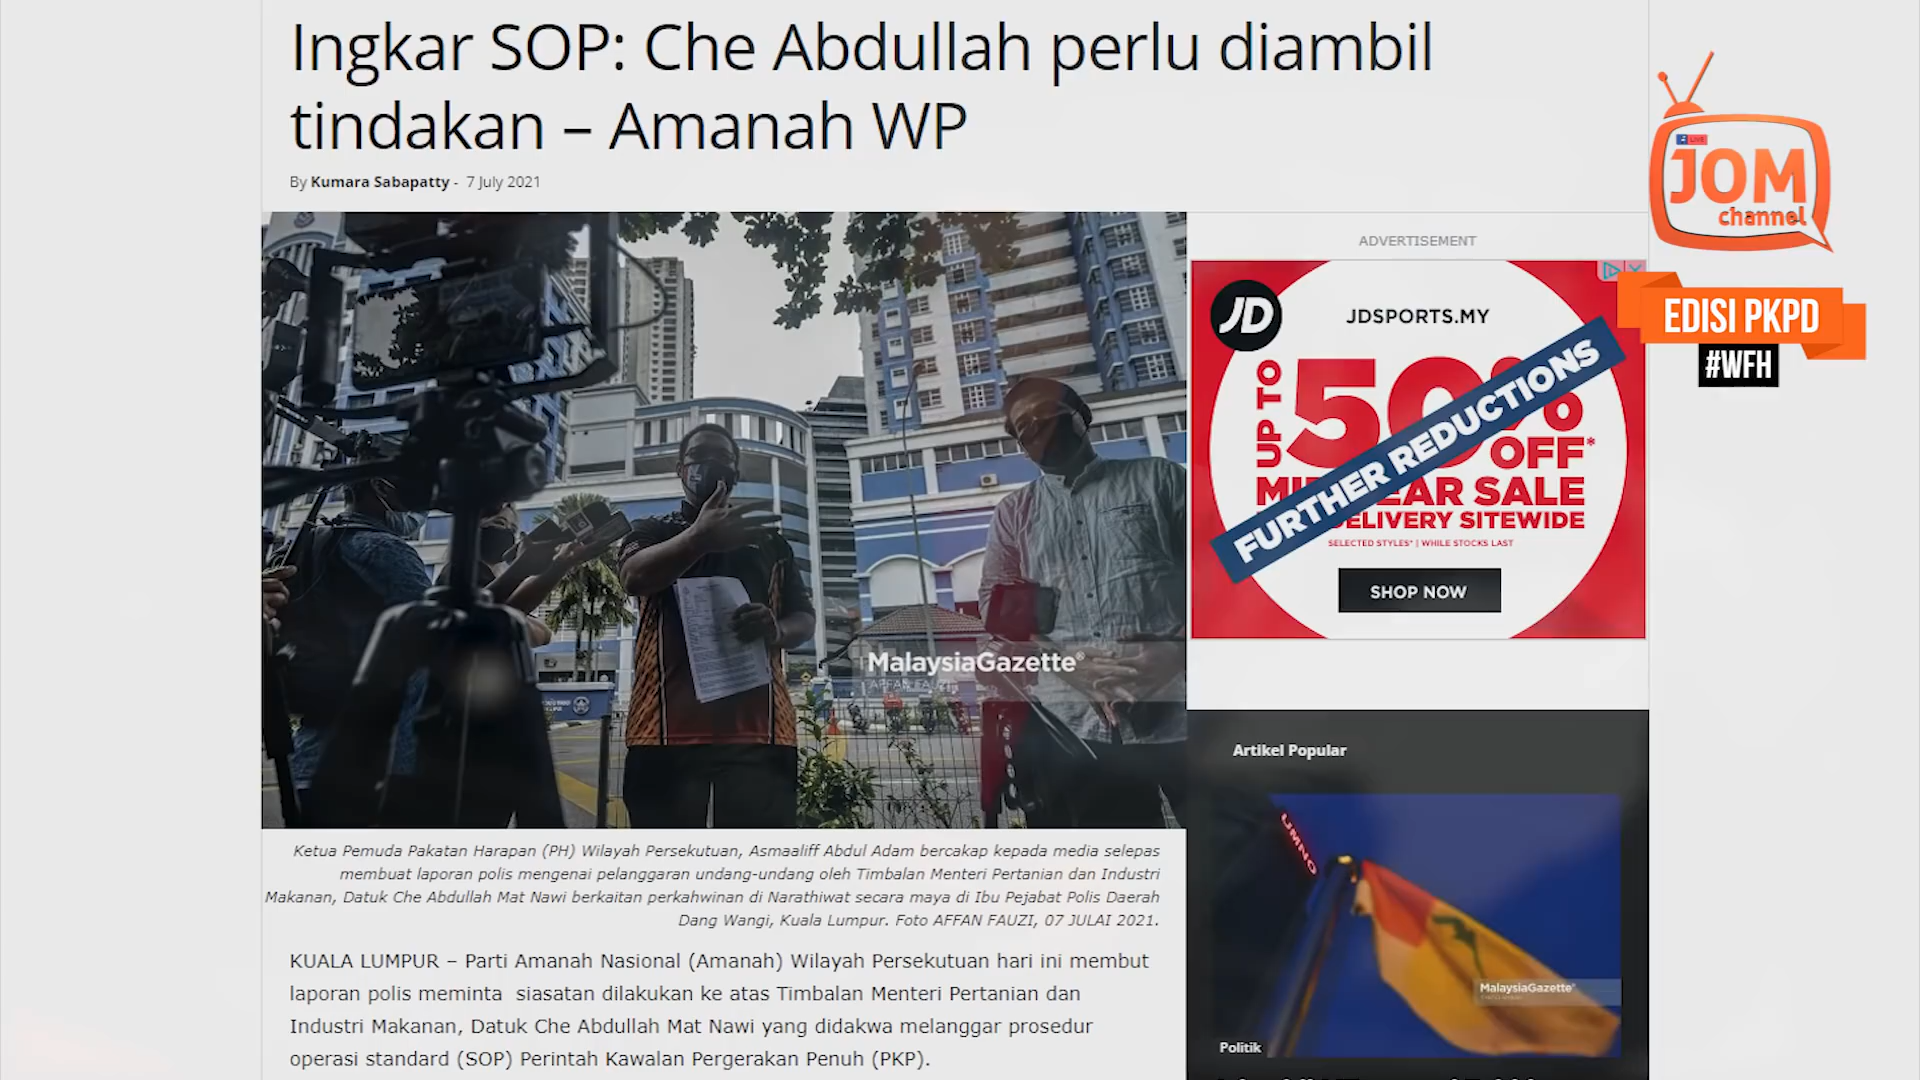 Ingkar SOP: Che Abdullah perlu diambil
tindakan – Amanah WP
By Kumara Sabapatty - 7 July 2021
LIVE
JOM
channel
EDISI PKPD
#WFH
ADVERTISEMENT
JD
JDSPORTS.MY
UP TO
50%
OFF*
FURTHER REDUCTIONS
SALE
DELIVERY SITEWIDE
SELECTED STYLES* | WHILE STOCKS LAST
SHOP NOW
MalaysiaGazette®
AFFAN FAUZI
Ketua Pemuda Pakatan Harapan (PH) Wilayah Persekutuan, Asmaaliff Abdul Adam bercakap kepada media selepas
membuat laporan polis mengenai pelanggaran undang-undang oleh Timbalan Menteri Pertanian dan Industri
Makanan, Datuk Che Abdullah Mat Nawi berkaitan perkahwinan di Narathiwat secara maya di Ibu Pejabat Polis Daerah
Dang Wangi, Kuala Lumpur. Foto AFFAN FAUZI, 07 JULAI 2021.
KUALA LUMPUR – Parti Amanah Nasional (Amanah) Wilayah Persekutuan hari ini membut
laporan polis meminta siasatan dilakukan ke atas Timbalan Menteri Pertanian dan
Industri Makanan, Datuk Che Abdullah Mat Nawi yang didakwa melanggar prosedur
operasi standard (SOP) Perintah Kawalan Pergerakan Penuh (PKP).
Artikel Popular
UMNO
MalaysiaGazette®
Politik